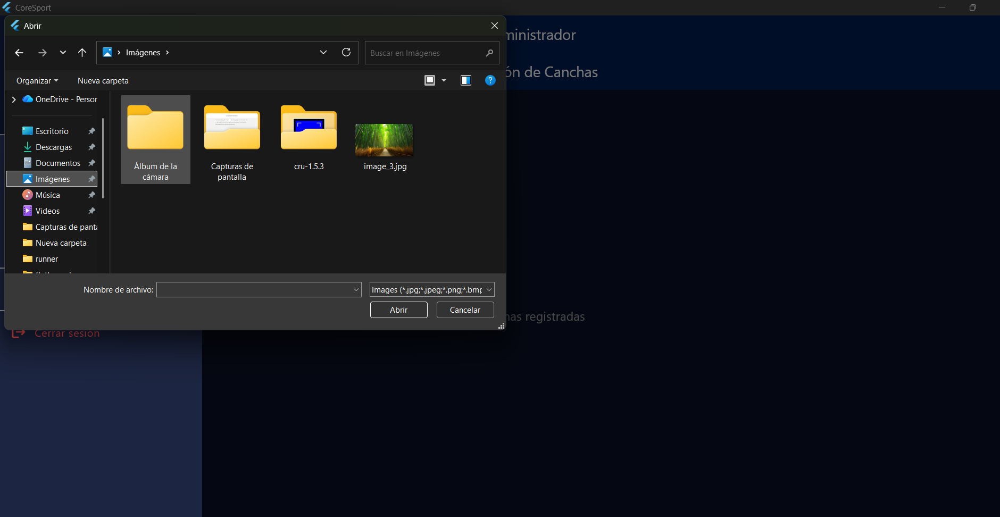 CoreSport
Abrir
ministrador
Imágenes
Buscar en Imágenes
ón de Canchas
Organizar
Nueva carpeta
OneDrive - Persor
Escritorio
Descargas
Documentos
Imágenes
Música
Videos
Capturas de panta
Nueva carpeta
runner
Álbum de la
cámara
Capturas de
pantalla
cru-1.5.3
image_3.jpg
Nombre de archivo:
Images (*.jpg;*.jpeg;*.png;*.bmp
Abrir
Cancelar
nas registradas
Cerrar sesión